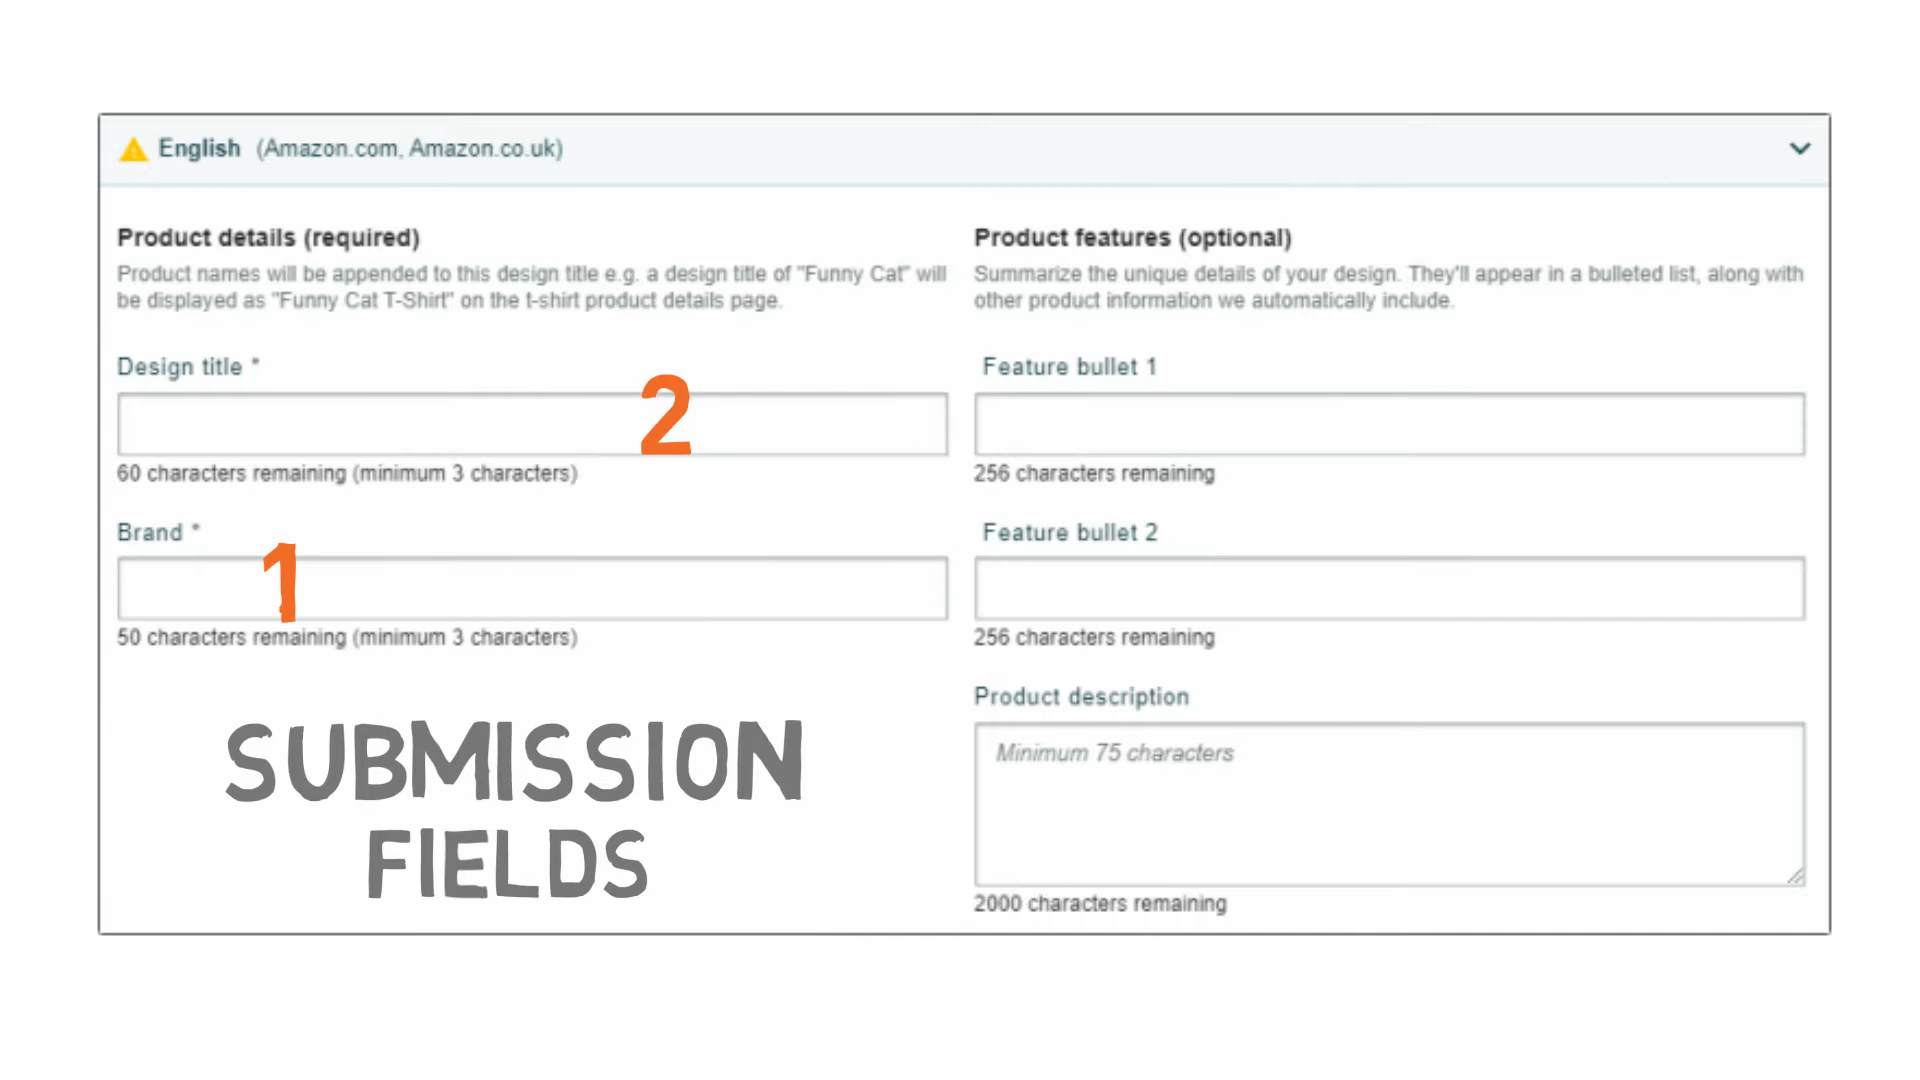 English (Amazon.com, Amazon.co.uk)
Product details (required)
Product names will be appended to this design title e.g. a design title of "Funny Cat" will
be displayed as "Funny Cat T-Shirt" on the t-shirt product details page.
Design title *
2
60 characters remaining (minimum 3 characters)
Brand *
1
50 characters remaining (minimum 3 characters)
SUBMISSION
FIELDS
Product features (optional)
Summarize the unique details of your design. They'll appear in a bulleted list, along with
other product information we automatically include.
Feature bullet 1
256 characters remaining
Feature bullet 2
256 characters remaining
Product description
Minimum 75 characters
2000 characters remaining